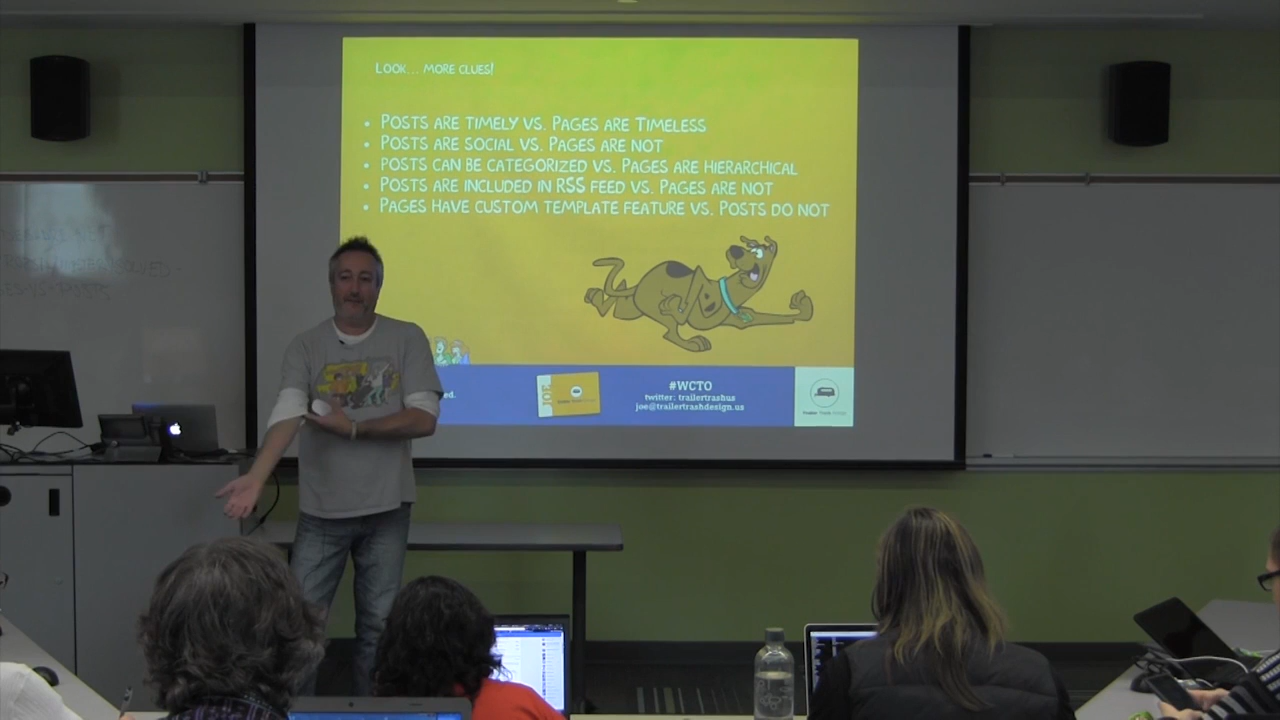 Look... more clues!
• Posts are timely vs. Pages are Timeless
• Posts are social vs. Pages are not
• Posts can be categorized vs. Pages are hierarchical
• Posts are included in RSS feed vs. Pages are not
• Pages have custom template feature vs. Posts do not
ed.
JOE
#WCTO
twitter: trailertrashus
joe@trailertrashdesign.us